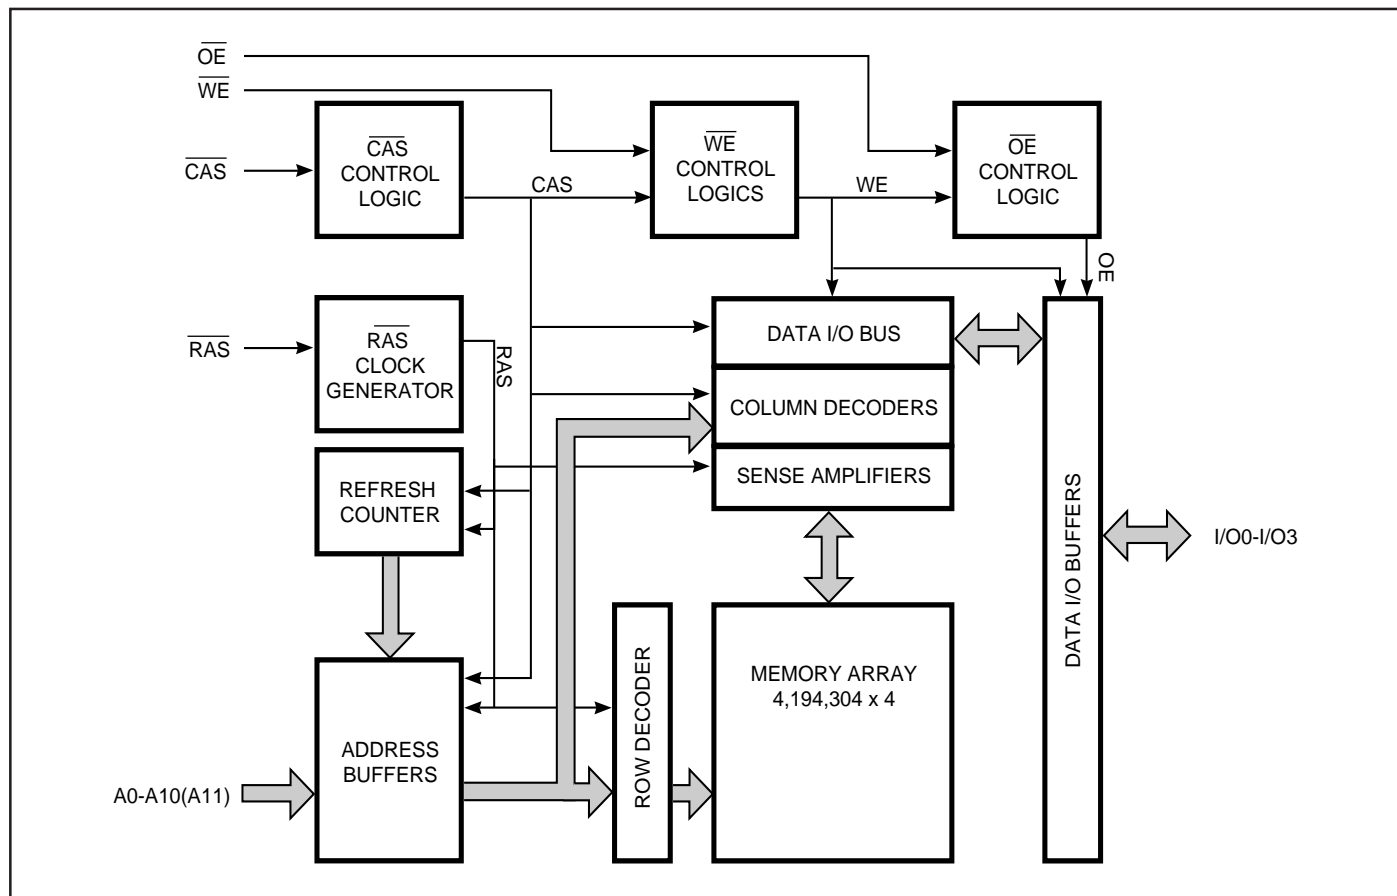 OE
WE
CAS
CAS
CONTROL
LOGIC
CAS
WE
CONTROL
LOGICS
WE
OE
CONTROL
LOGIC
OE
RAS
RAS
CLOCK
GENERATOR
RAS
DATA I/O BUS
COLUMN DECODERS
SENSE AMPLIFIERS
REFRESH
COUNTER
DATA I/O BUFFERS
I/O0-I/O3
ADDRESS
BUFFERS
A0-A10(A11)
ROW DECODER
MEMORY ARRAY
4,194,304 x 4